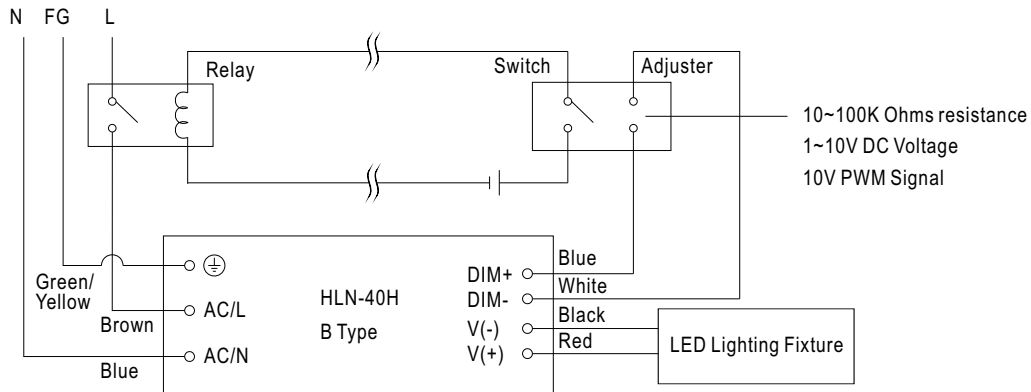 N FG L
Relay
Switch
Adjuster
10~100K Ohms resistance
1~10V DC Voltage
10V PWM Signal
Green/
Yellow
Brown
Blue
AC/L
AC/N
HLN-40H
B Type
DIM+
DIM-
V(-)
V(+)
Blue
White
Black
Red
LED Lighting Fixture